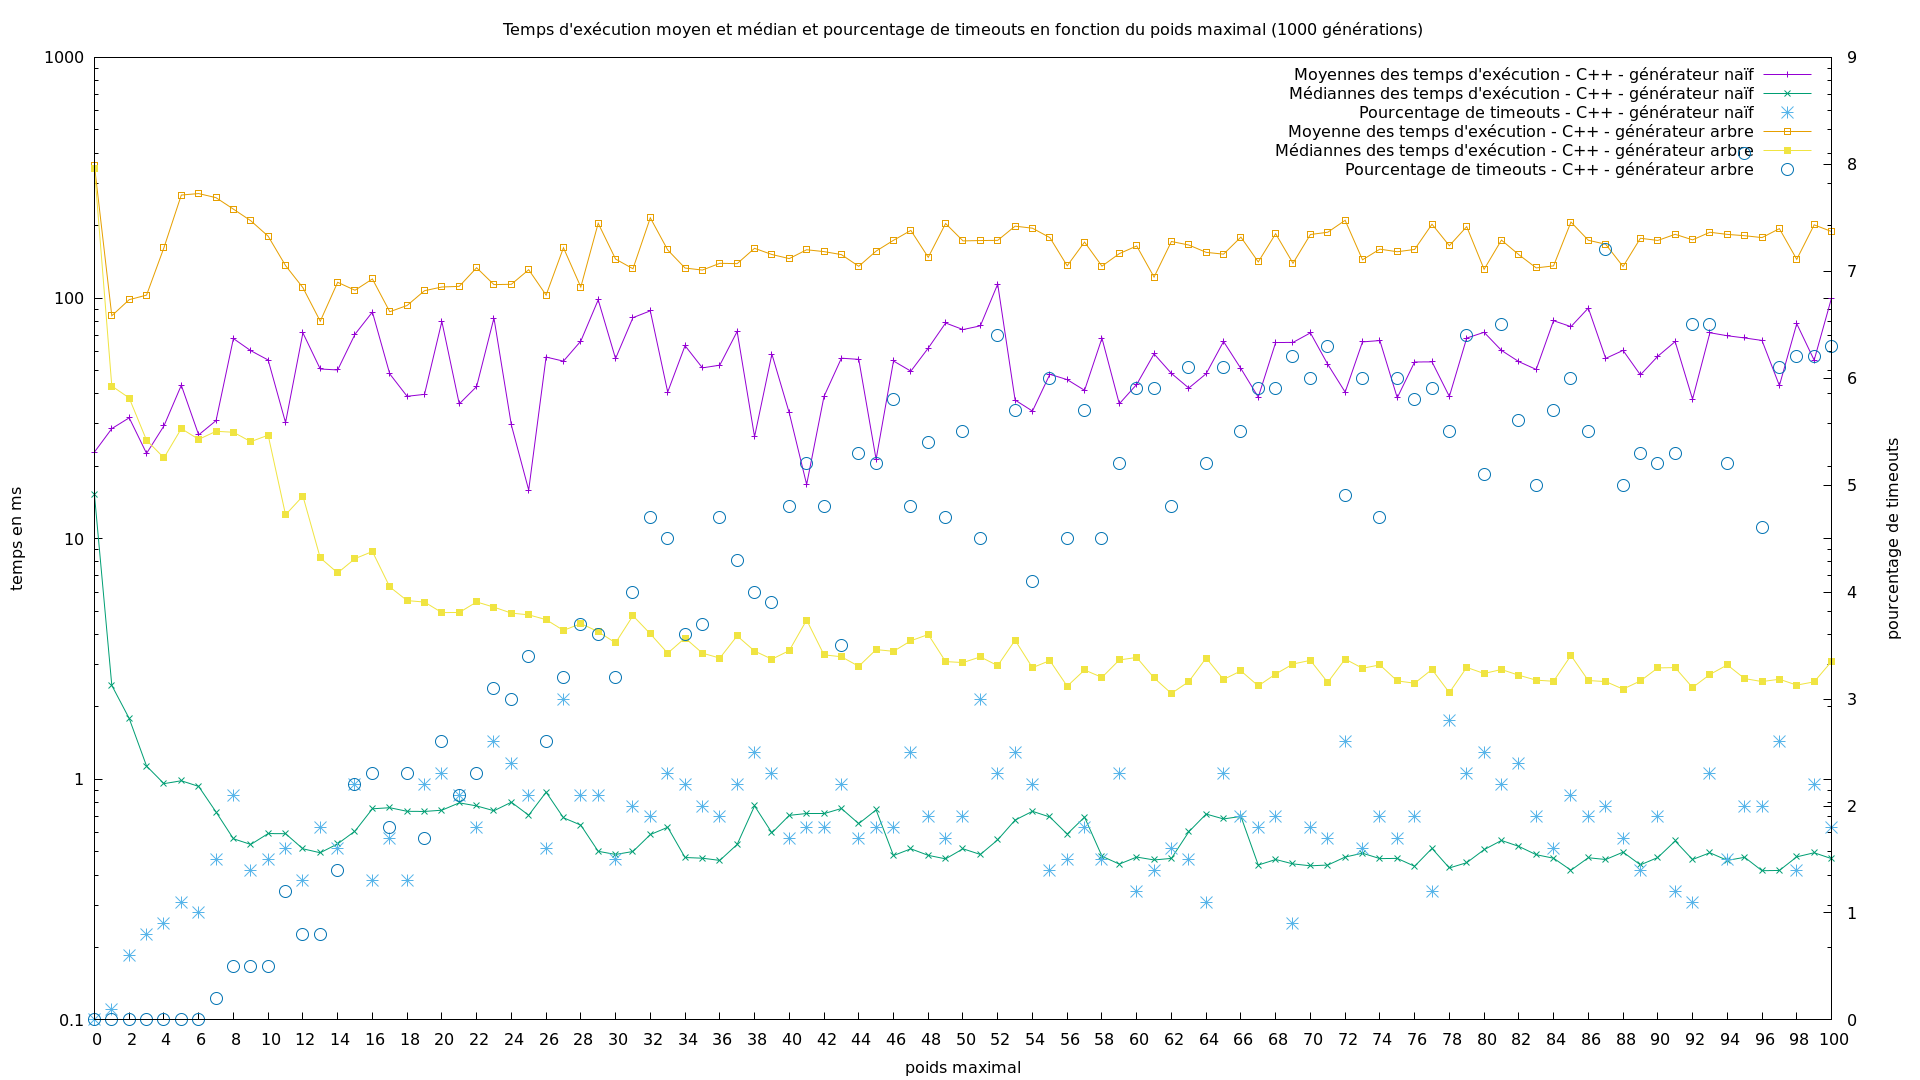 Temps d'exécution moyen et médian et pourcentage de timeouts en fonction du poids maximal (1000 générations)
Moyennes des temps d'exécution - C++ - générateur naïf
Médiannes des temps d'exécution - C++ - générateur naïf
Pourcentage de timeouts - C++ - générateur naïf
Moyenne des temps d'exécution - C++ - générateur arbre
Médiannes des temps d'exécution - C++ - générateur arbre
Pourcentage de timeouts - C++ - générateur arbre
temps en ms
1000
100
10
1
0.1
pourcentage de timeouts
9
8
7
6
5
4
3
2
1
0
0 2 4 6 8 10 12 14 16 18 20 22 24 26 28 30 32 34 36 38 40 42 44 46 48 50 52 54 56 58 60 62 64 66 68 70 72 74 76 78 80 82 84 86 88 90 92 94 96 98 100
poids maximal